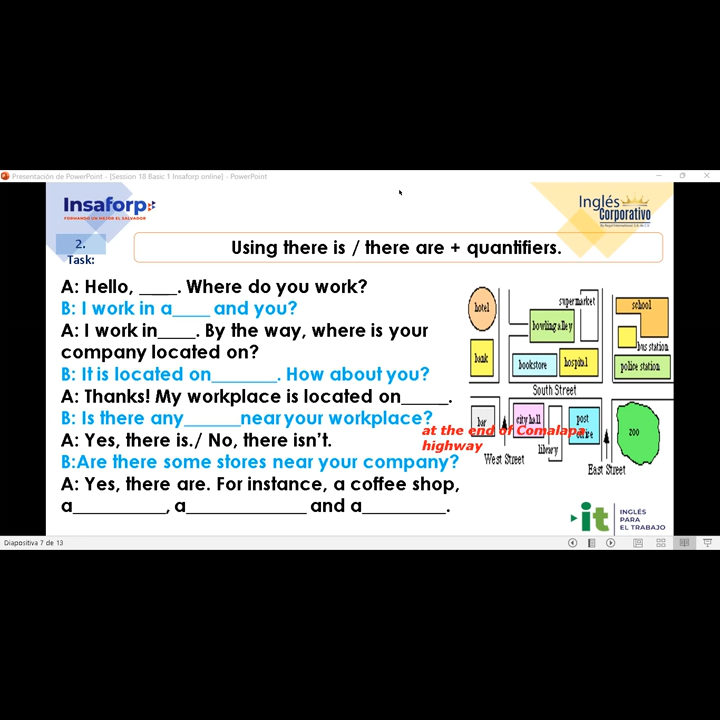 Presentación de PowerPoint - [Session 18 Basic 1 Insaforp online] - PowerPoint
Insaforp
FORMANDO UN MEJOR EL SALVADOR
Inglés
Corporativo
2.
Task:
Using there is / there are + quantifiers.
A: Hello, ____. Where do you work?
B: I work in a____ and you?
A: I work in____. By the way, where is your
company located on?
B: It is located on_______. How about you?
A: Thanks! My workplace is located on_____.
B: Is there any______near your workplace?
A: Yes, there is./ No, there isn't.
B:Are there some stores near your company?
A: Yes, there are. For instance, a coffee shop,
a__________, a_____________ and a_________.
hotel
supermarket
school
bowling alley
bus station
bank
bookstore
hospital
police station
South Street
bar
city hall
post
office
zoo
at the end of Comalapa
highway
library
West Street
East Street
it
INGLÉS
PARA
EL TRABAJO
Diapositiva 7 de 13